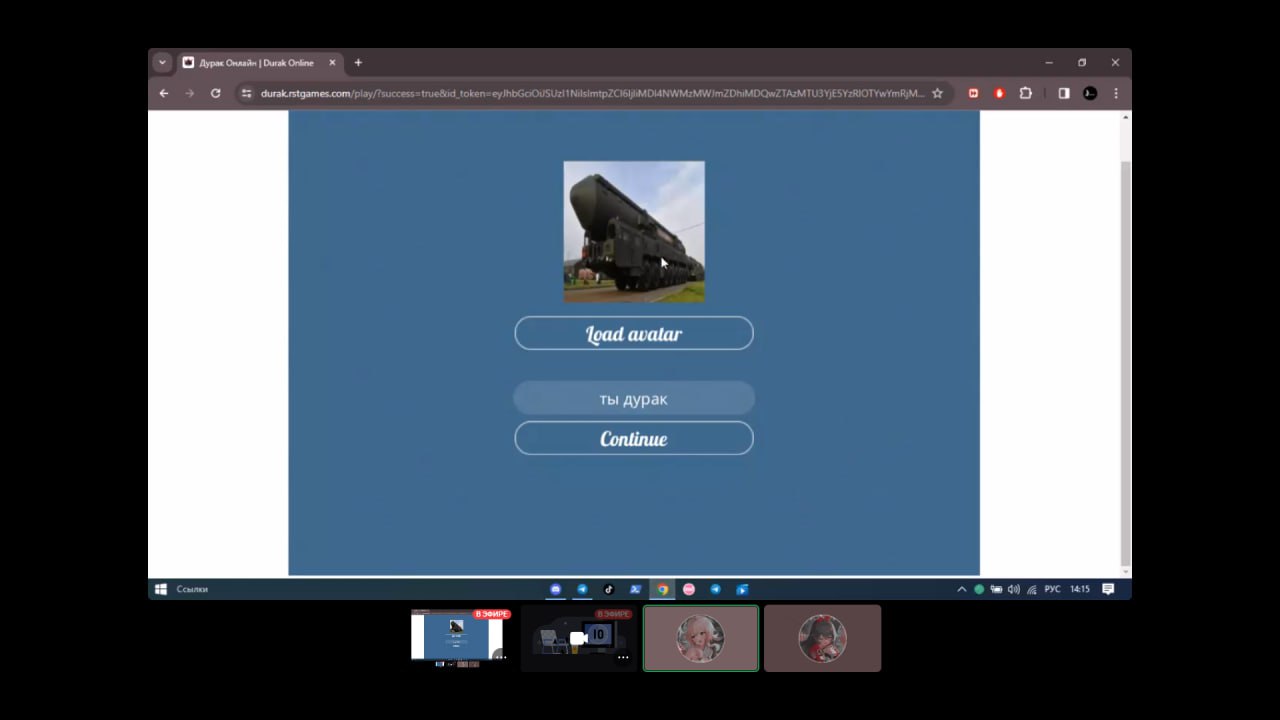 Дурак Онлайн | Durak Online
durak.rstgames.com/play/?success=true&id_token=
Load avatar
ты дурак
Continue
Ссылки
РУС
14:15
В ЭФИРЕ
В ЭФИРЕ
10